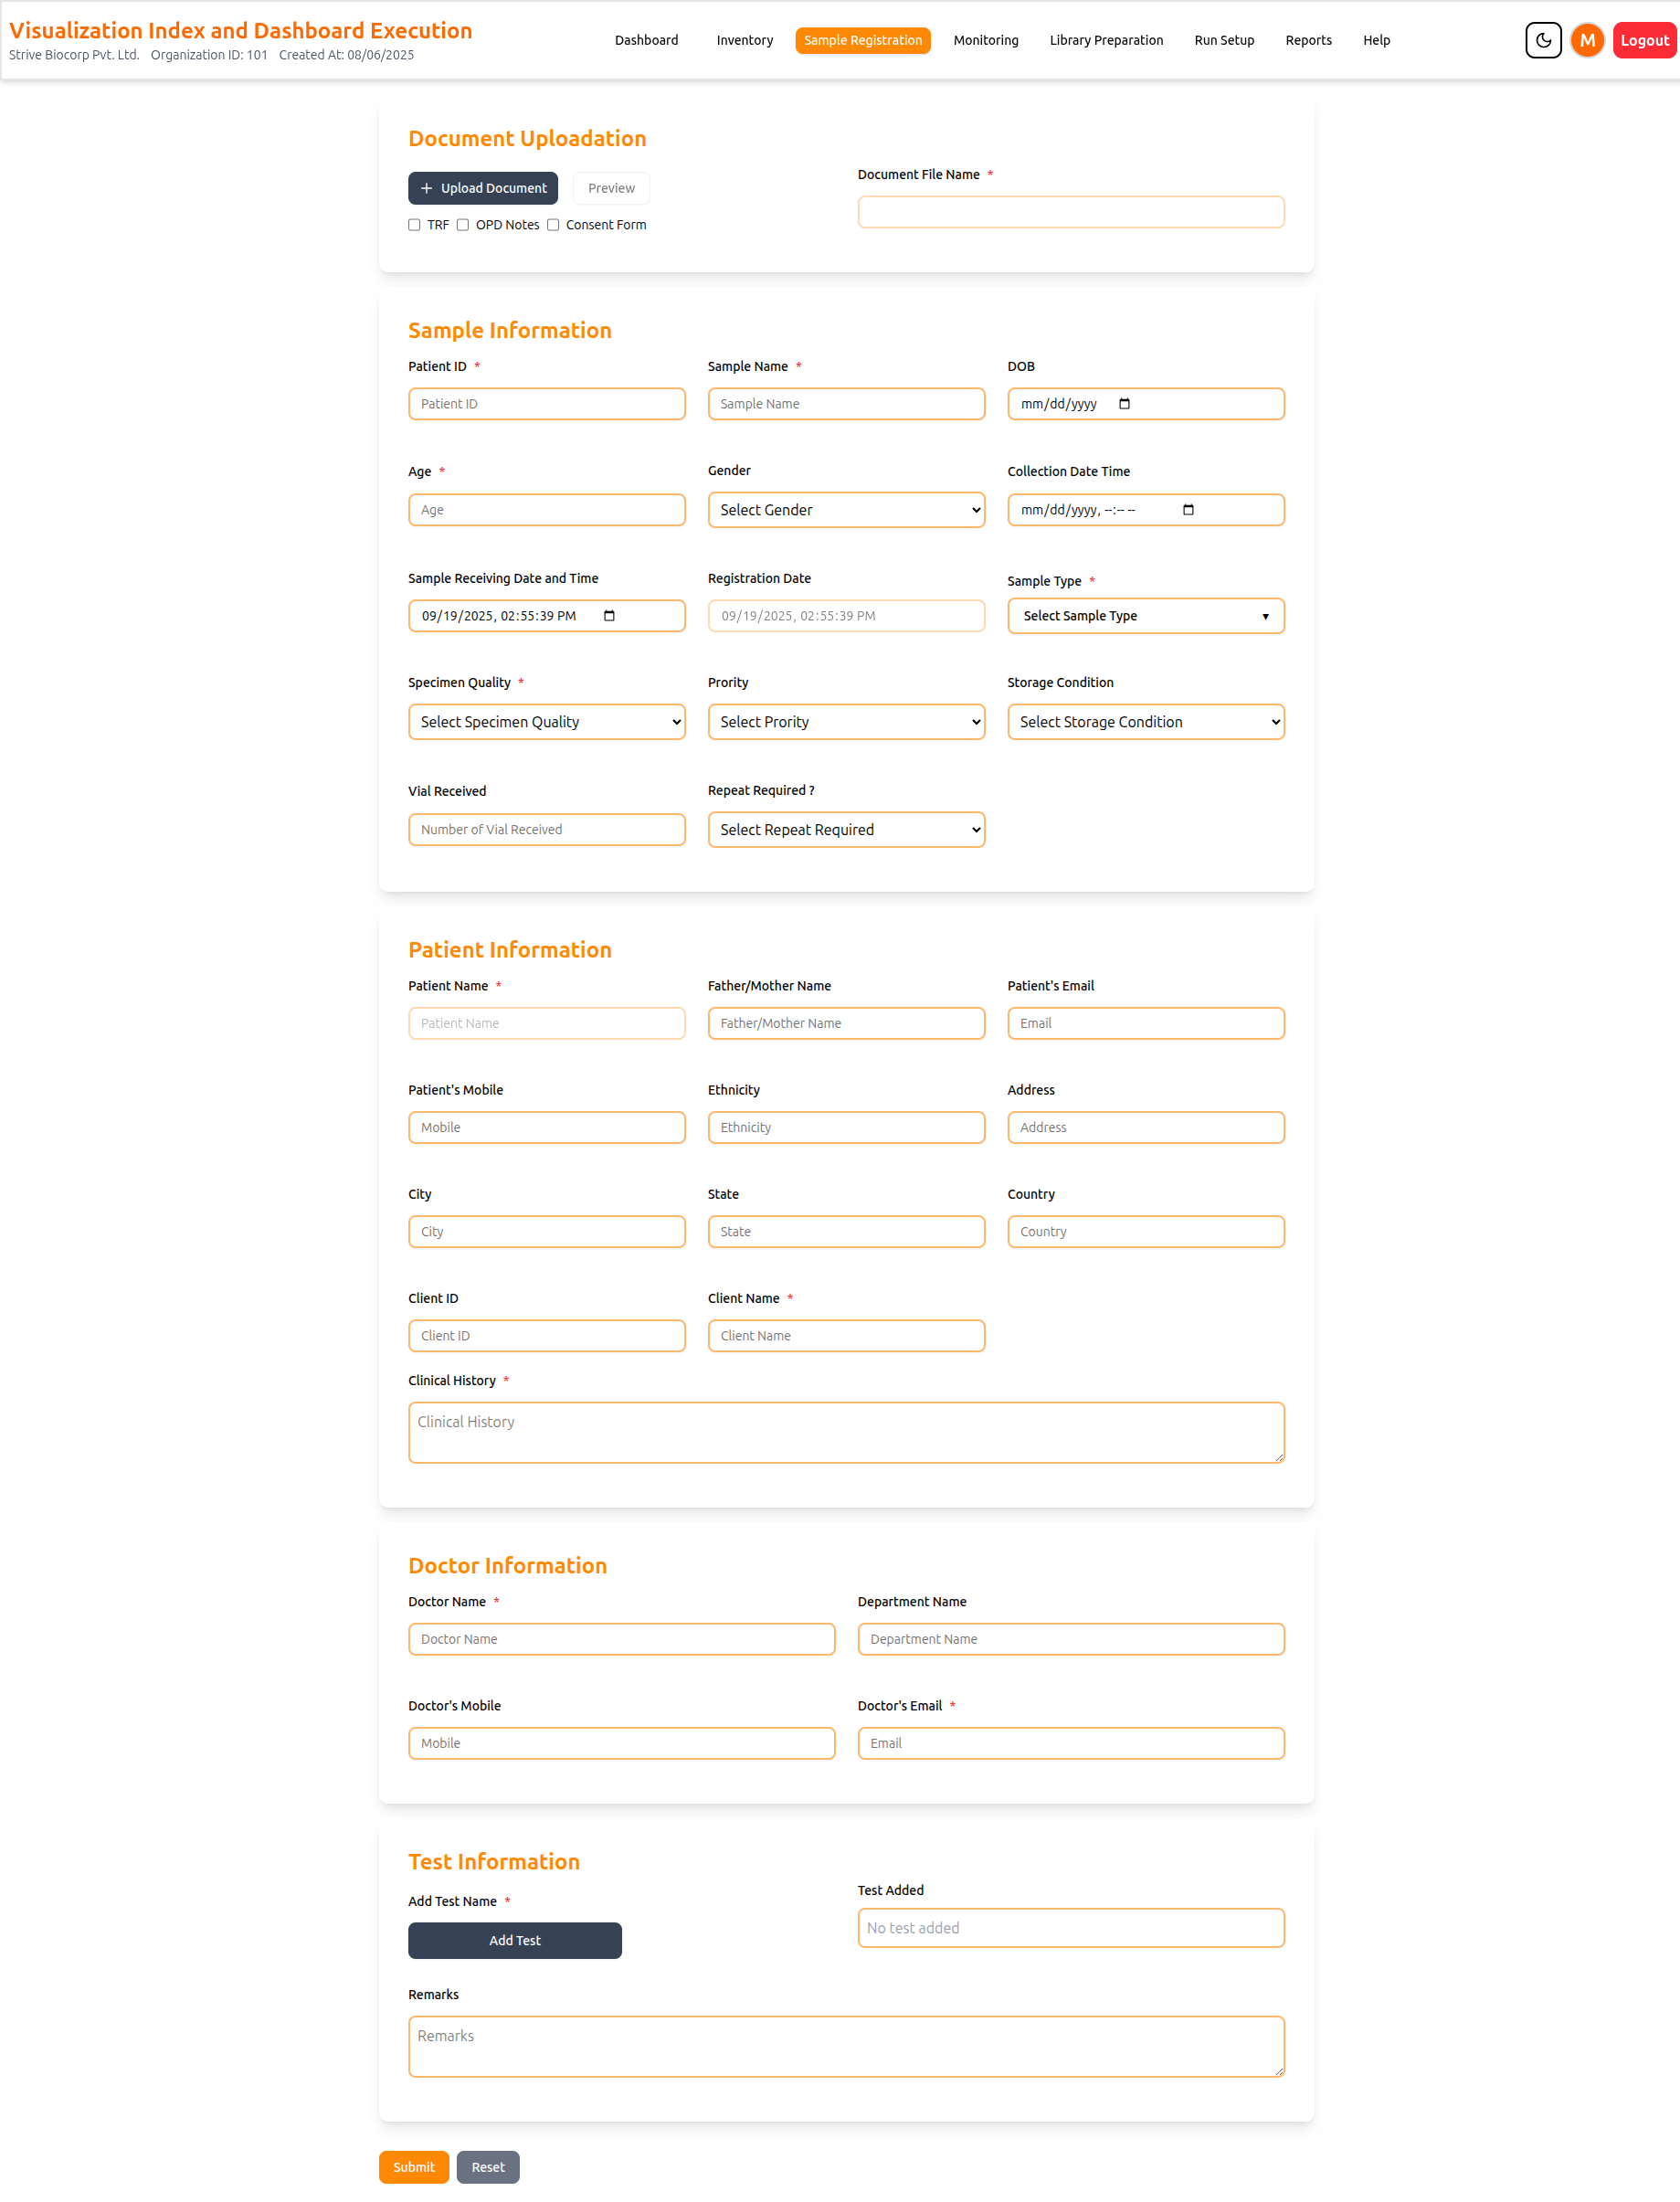 Visualization Index and Dashboard Execution
Strive Biocorp Pvt. Ltd. Organization ID: 101 Created At: 08/06/2025
Dashboard Inventory Sample Registration Monitoring Library Preparation Run Setup Reports Help
M Logout
Document Uploadation
+ Upload Document Preview
TRF OPD Notes Consent Form
Document File Name *
Sample Information
Patient ID * Sample Name * DOB
Patient ID Sample Name mm/dd/yyyy
Age * Gender Collection Date Time
Age Select Gender mm/dd/yyyy, --:-- --
Sample Receiving Date and Time Registration Date Sample Type *
09/19/2025, 02:55:39 PM 09/19/2025, 02:55:39 PM Select Sample Type
Specimen Quality * Prority Storage Condition
Select Specimen Quality Select Prority Select Storage Condition
Vial Received Repeat Required ?
Number of Vial Received Select Repeat Required
Patient Information
Patient Name * Father/Mother Name Patient's Email
Patient Name Father/Mother Name Email
Patient's Mobile Ethnicity Address
Mobile Ethnicity Address
City State Country
City State Country
Client ID Client Name *
Client ID Client Name
Clinical History *
Clinical History
Doctor Information
Doctor Name * Department Name
Doctor Name Department Name
Doctor's Mobile Doctor's Email *
Mobile Email
Test Information
Add Test Name * Test Added
Add Test No test added
Remarks
Remarks
Submit Reset